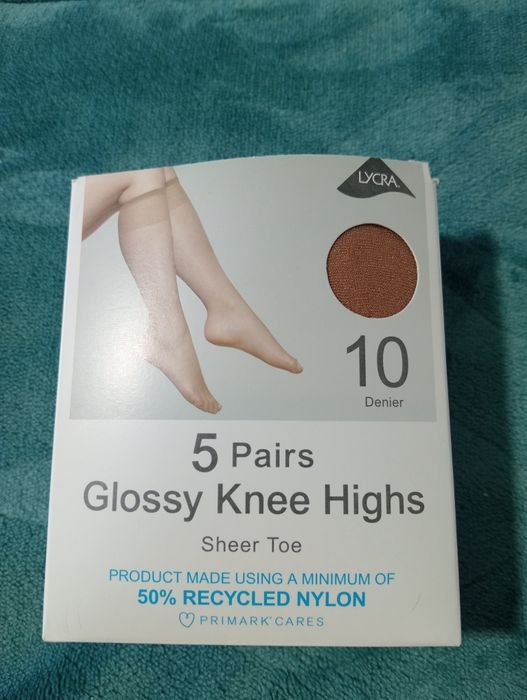 LYCRA®
10
Denier
5 Pairs
Glossy Knee Highs
Sheer Toe
PRODUCT MADE USING A MINIMUM OF
50% RECYCLED NYLON
PRIMARK® CARES